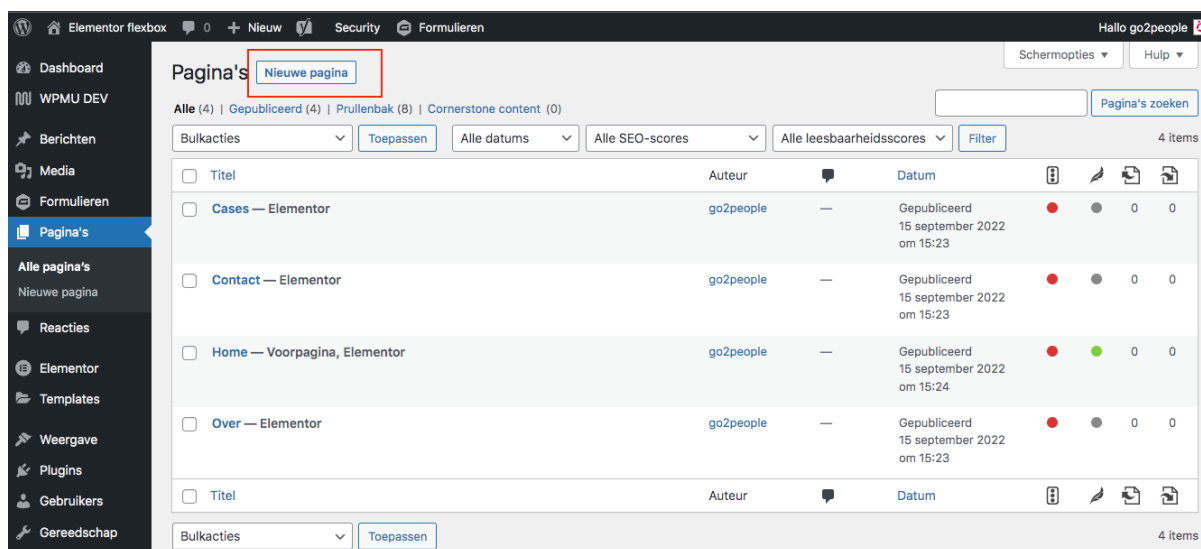 Elementor flexbox 0 Nieuw Security Formulieren Hallo go2people
Dashboard
WPMU DEV
Berichten
Media
Formulieren
Pagina's
Alle pagina's
Nieuwe pagina
Reacties
Elementor
Templates
Weergave
Plugins
Gebruikers
Gereedschap
Schermopties ▼ Hulp ▼
Pagina's Nieuwe pagina
Alle (4) | Gepubliceerd (4) | Prullenbak (8) | Cornerstone content (0)
Pagina's zoeken
Bulkacties Toepassen Alle datums Alle SEO-scores Alle leesbaarheidsscores Filter 4 items
Titel Auteur Datum
Cases — Elementor go2people — Gepubliceerd 0 0
15 september 2022
om 15:23
Contact — Elementor go2people — Gepubliceerd 0 0
15 september 2022
om 15:23
Home — Voorpagina, Elementor go2people — Gepubliceerd 0 0
15 september 2022
om 15:24
Over — Elementor go2people — Gepubliceerd 0 0
15 september 2022
om 15:23
Titel Auteur Datum
Bulkacties Toepassen 4 items